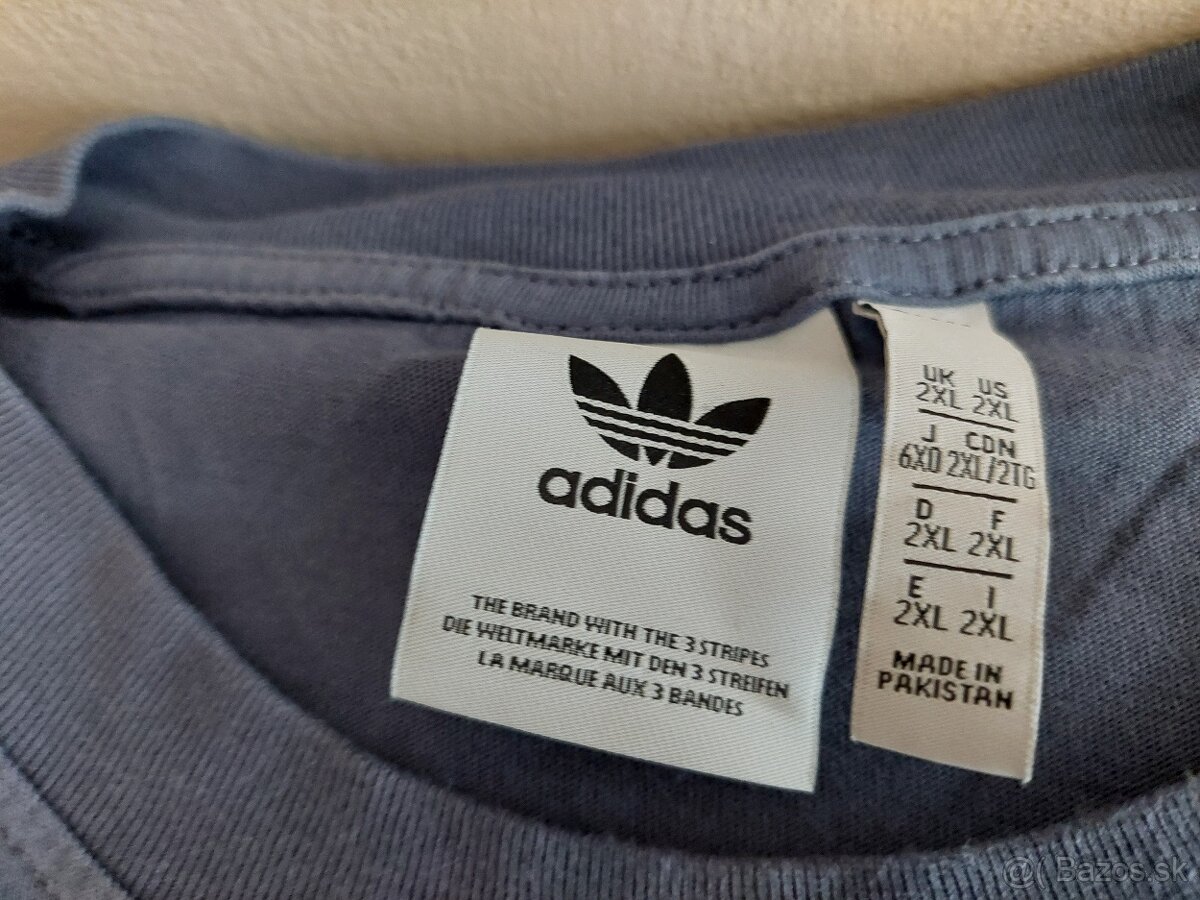 adidas
THE BRAND WITH THE 3 STRIPES
DIE WELTMARKE MIT DEN 3 STREIFEN
LA MARQUE AUX 3 BANDES
UK US
2XL 2XL
J CDN
6XO 2XL/2TG
D F
2XL 2XL
E I
2XL 2XL
MADE IN
PAKISTAN
@( Bazos.sk